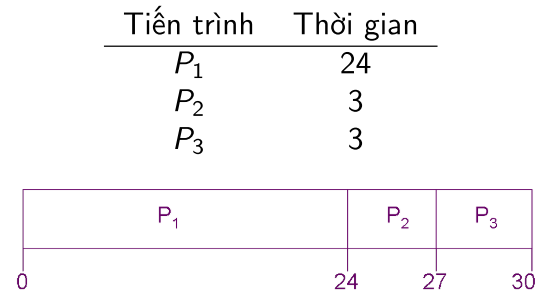 Tiến trình Thời gian
P1 24
P2 3
P3 3
P1 P2 P3
0 24 27 30